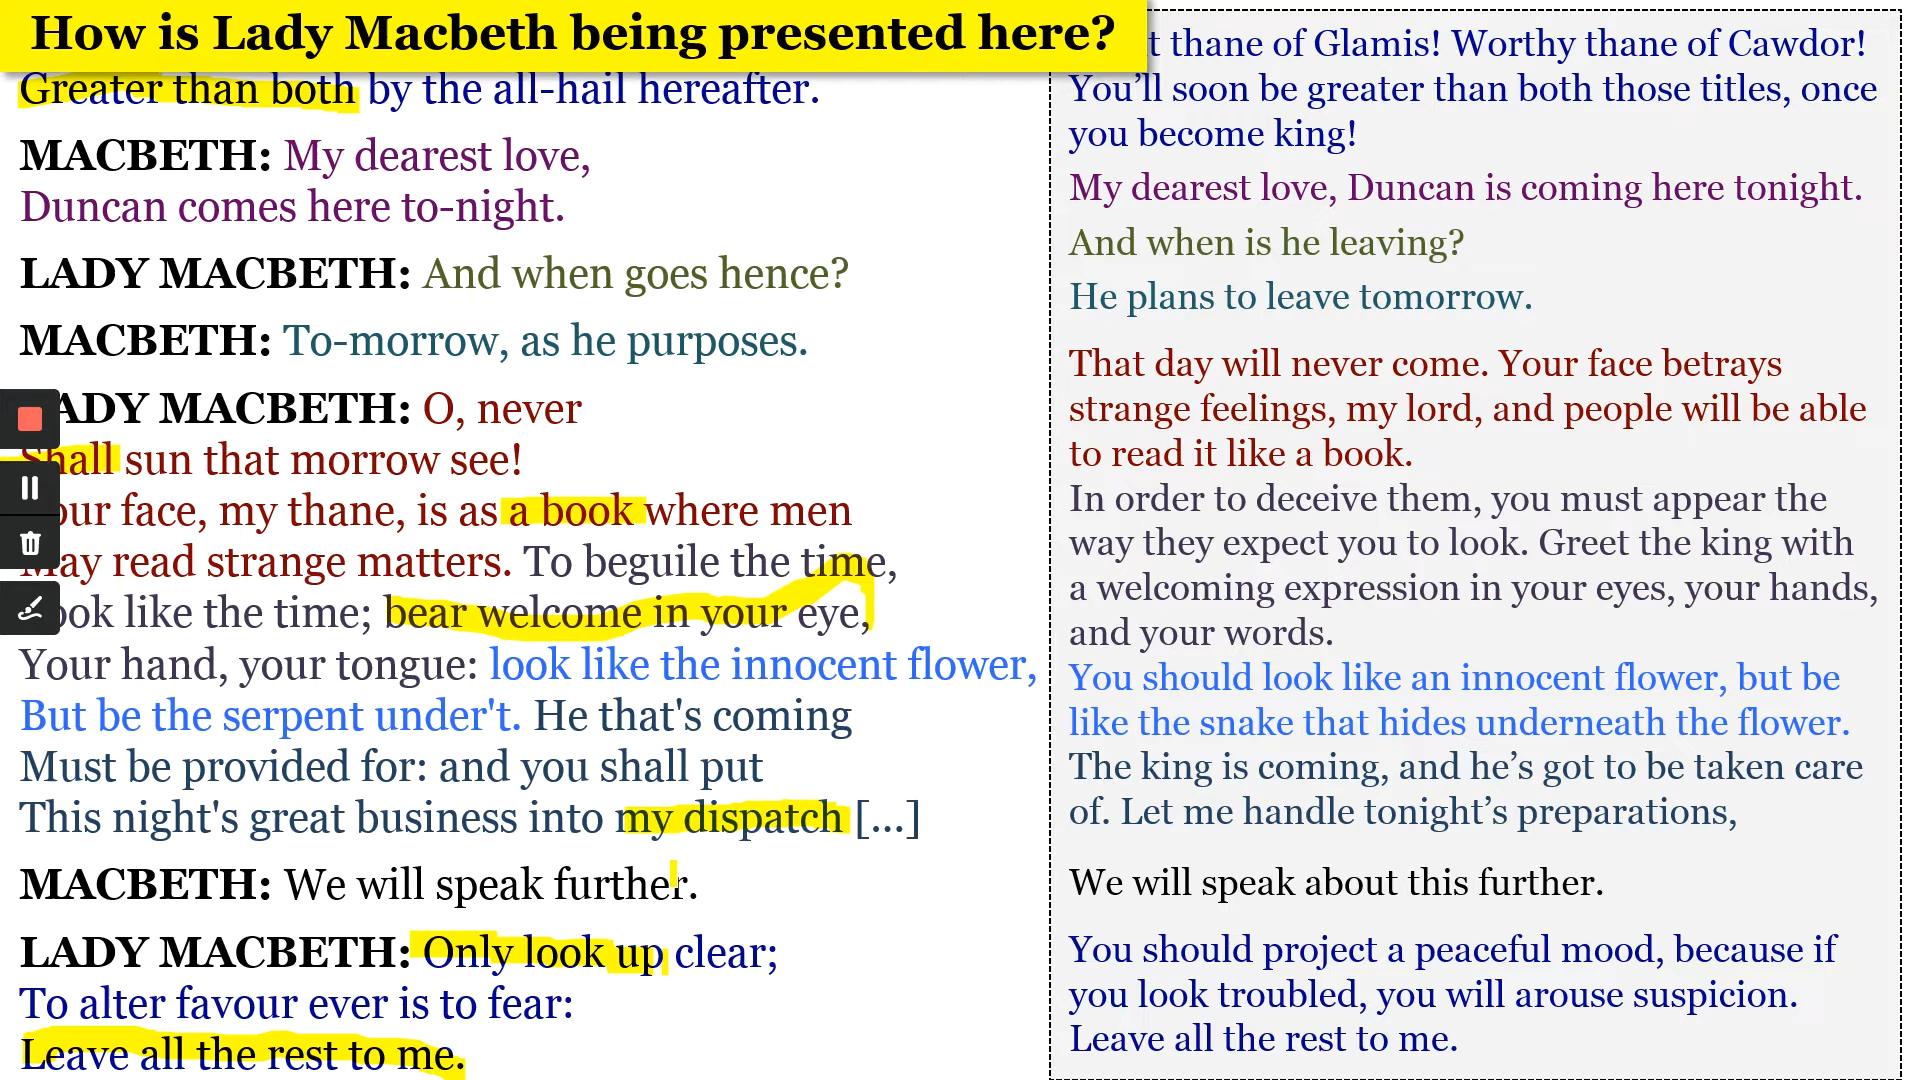 How is Lady Macbeth being presented here?
Greater than both by the all-hail hereafter.
MACBETH: My dearest love,
Duncan comes here to-night.
LADY MACBETH: And when goes hence?
MACBETH: To-morrow, as he purposes.
LADY MACBETH: O, never
Shall sun that morrow see!
Your face, my thane, is as a book where men
May read strange matters. To beguile the time,
Look like the time; bear welcome in your eye,
Your hand, your tongue: look like the innocent flower,
But be the serpent under't. He that's coming
Must be provided for: and you shall put
This night's great business into my dispatch [...]
MACBETH: We will speak further.
LADY MACBETH: Only look up clear;
To alter favour ever is to fear:
Leave all the rest to me.
thane of Glamis! Worthy thane of Cawdor!
You'll soon be greater than both those titles, once
you become king!
My dearest love, Duncan is coming here tonight.
And when is he leaving?
He plans to leave tomorrow.
That day will never come. Your face betrays
strange feelings, my lord, and people will be able
to read it like a book.
In order to deceive them, you must appear the
way they expect you to look. Greet the king with
a welcoming expression in your eyes, your hands,
and your words.
You should look like an innocent flower, but be
like the snake that hides underneath the flower.
The king is coming, and he's got to be taken care
of. Let me handle tonight's preparations,
We will speak about this further.
You should project a peaceful mood, because if
you look troubled, you will arouse suspicion.
Leave all the rest to me.